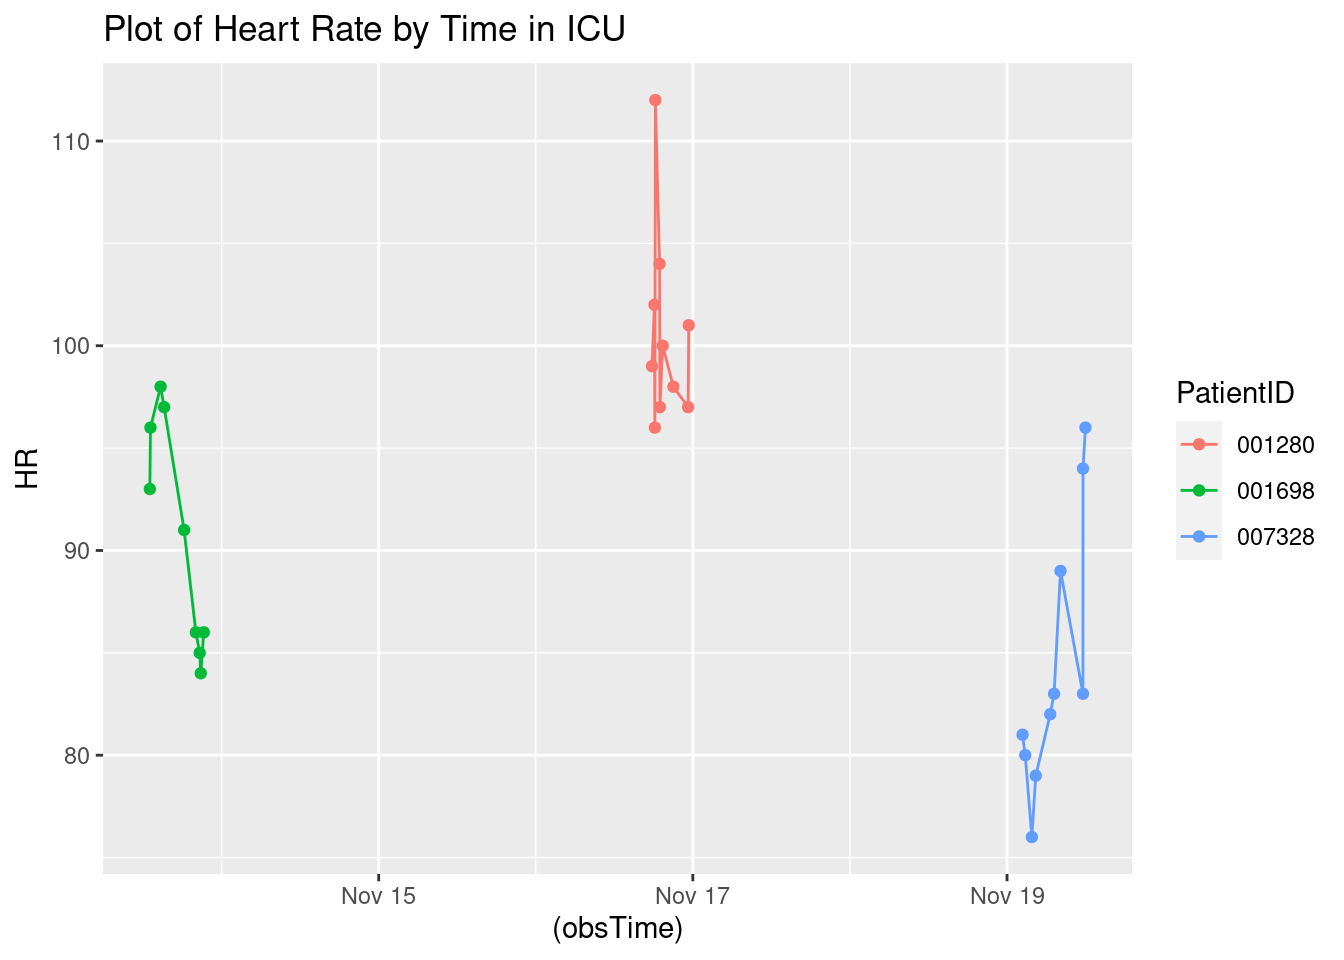 Plot of Heart Rate by Time in ICU
110
100
90
80
HR
Nov 15
Nov 17
Nov 19
(obsTime)
PatientID
001280
001698
007328